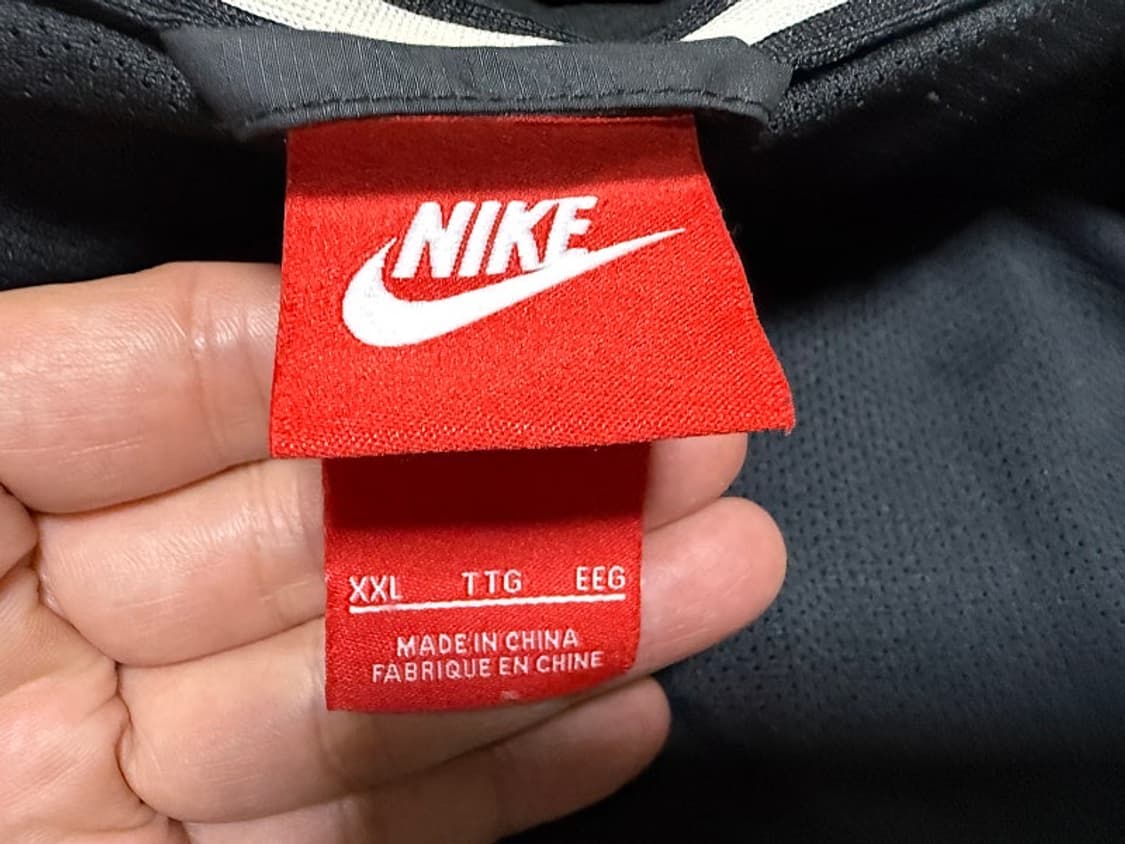 NIKE
XXL TTG EEG
MADE IN CHINA
FABRIQUE EN CHINE